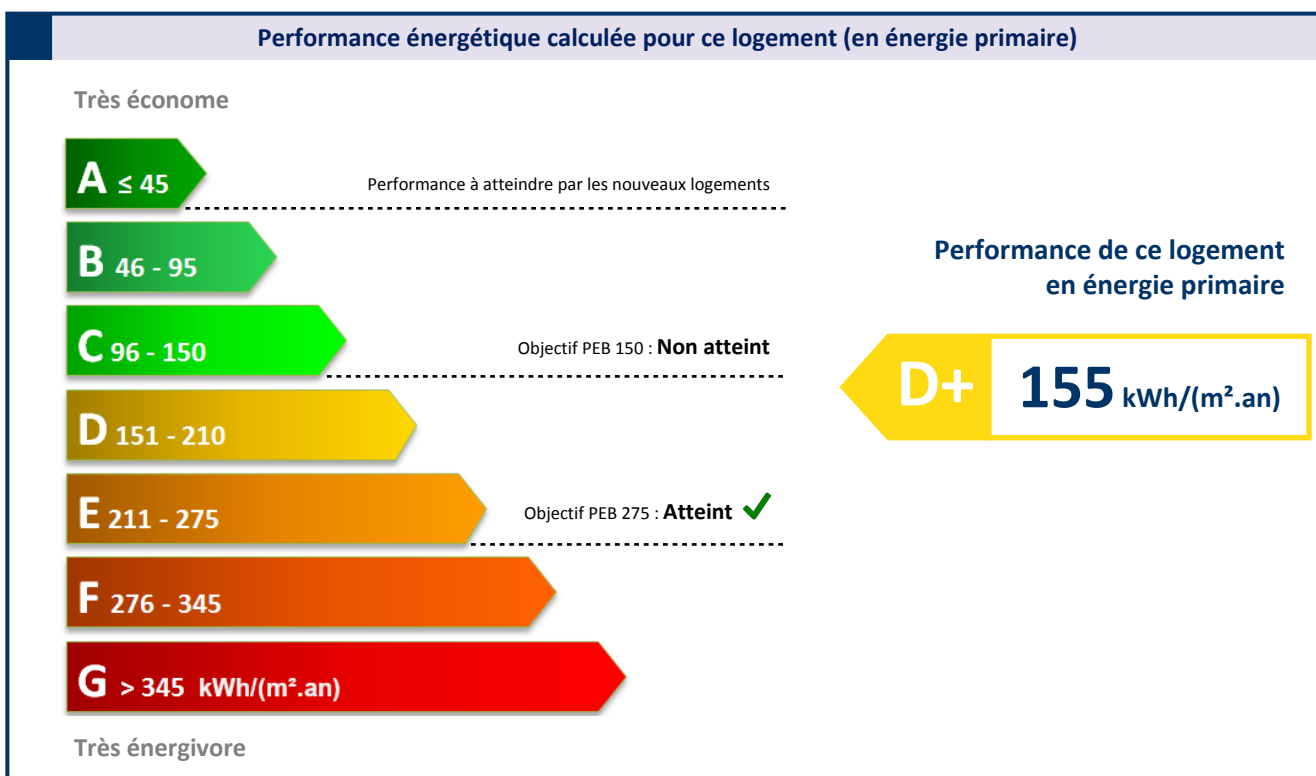 Performance énergétique calculée pour ce logement (en énergie primaire)
Très économe
A ≤ 45
Performance à atteindre par les nouveaux logements
B 46 - 95
Performance de ce logement
en énergie primaire
C 96 - 150
Objectif PEB 150 : Non atteint
D+ 155 kWh/(m².an)
D 151 - 210
E 211 - 275
Objectif PEB 275 : Atteint ✔
F 276 - 345
G > 345 kWh/(m².an)
Très énergivore